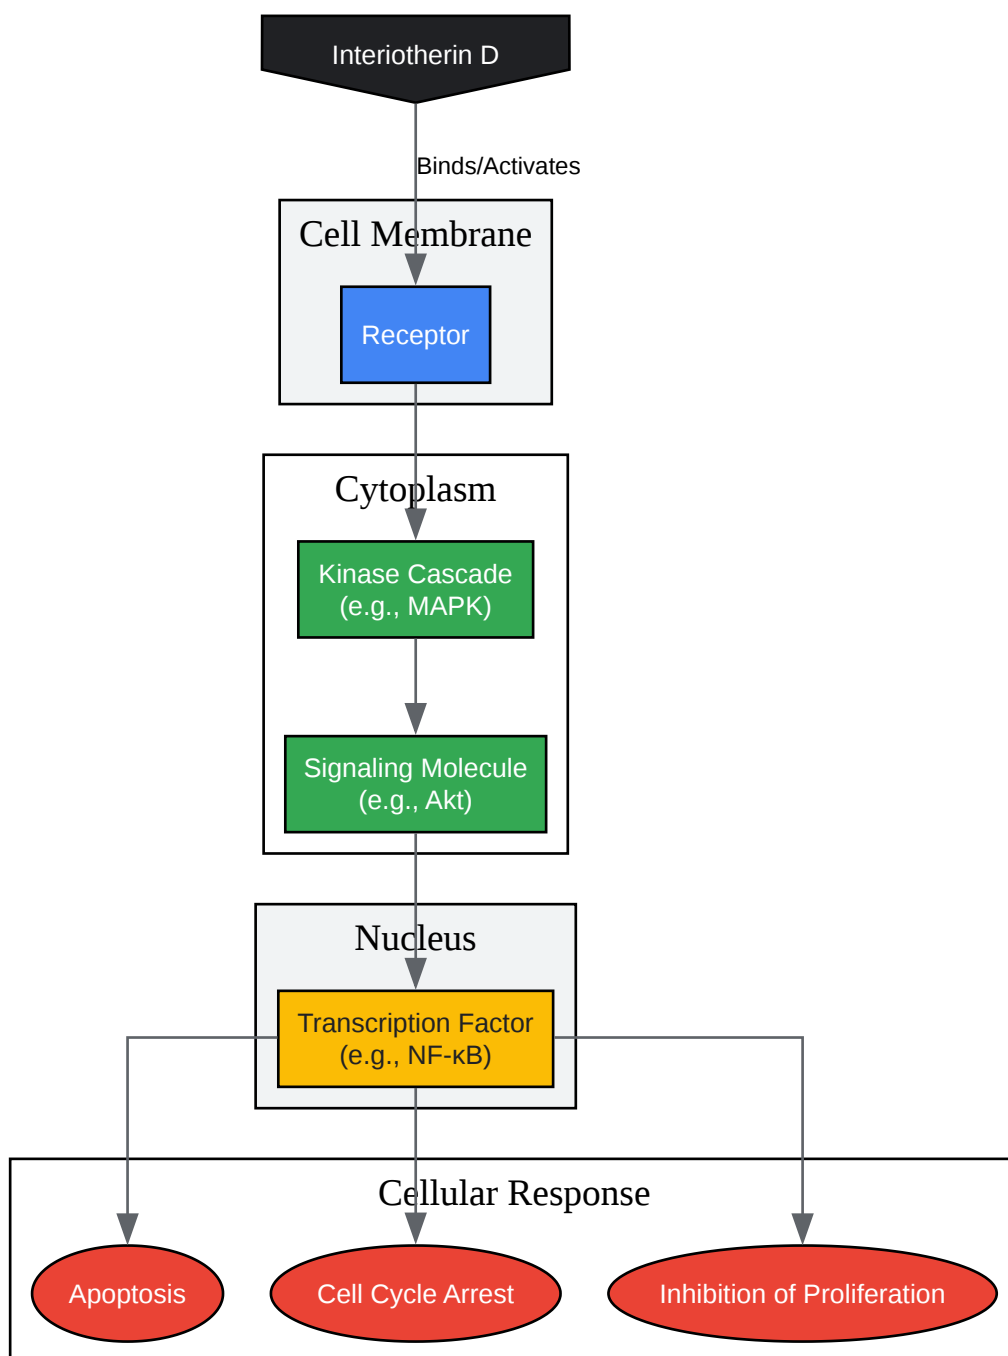 Interiotherin D
Binds/Activates
Cell Membrane
Receptor
Cytoplasm
Kinase Cascade
(e.g., MAPK)
Signaling Molecule
(e.g., Akt)
Nucleus
Transcription Factor
(e.g., NF-κB)
Cellular Response
Apoptosis
Cell Cycle Arrest
Inhibition of Proliferation